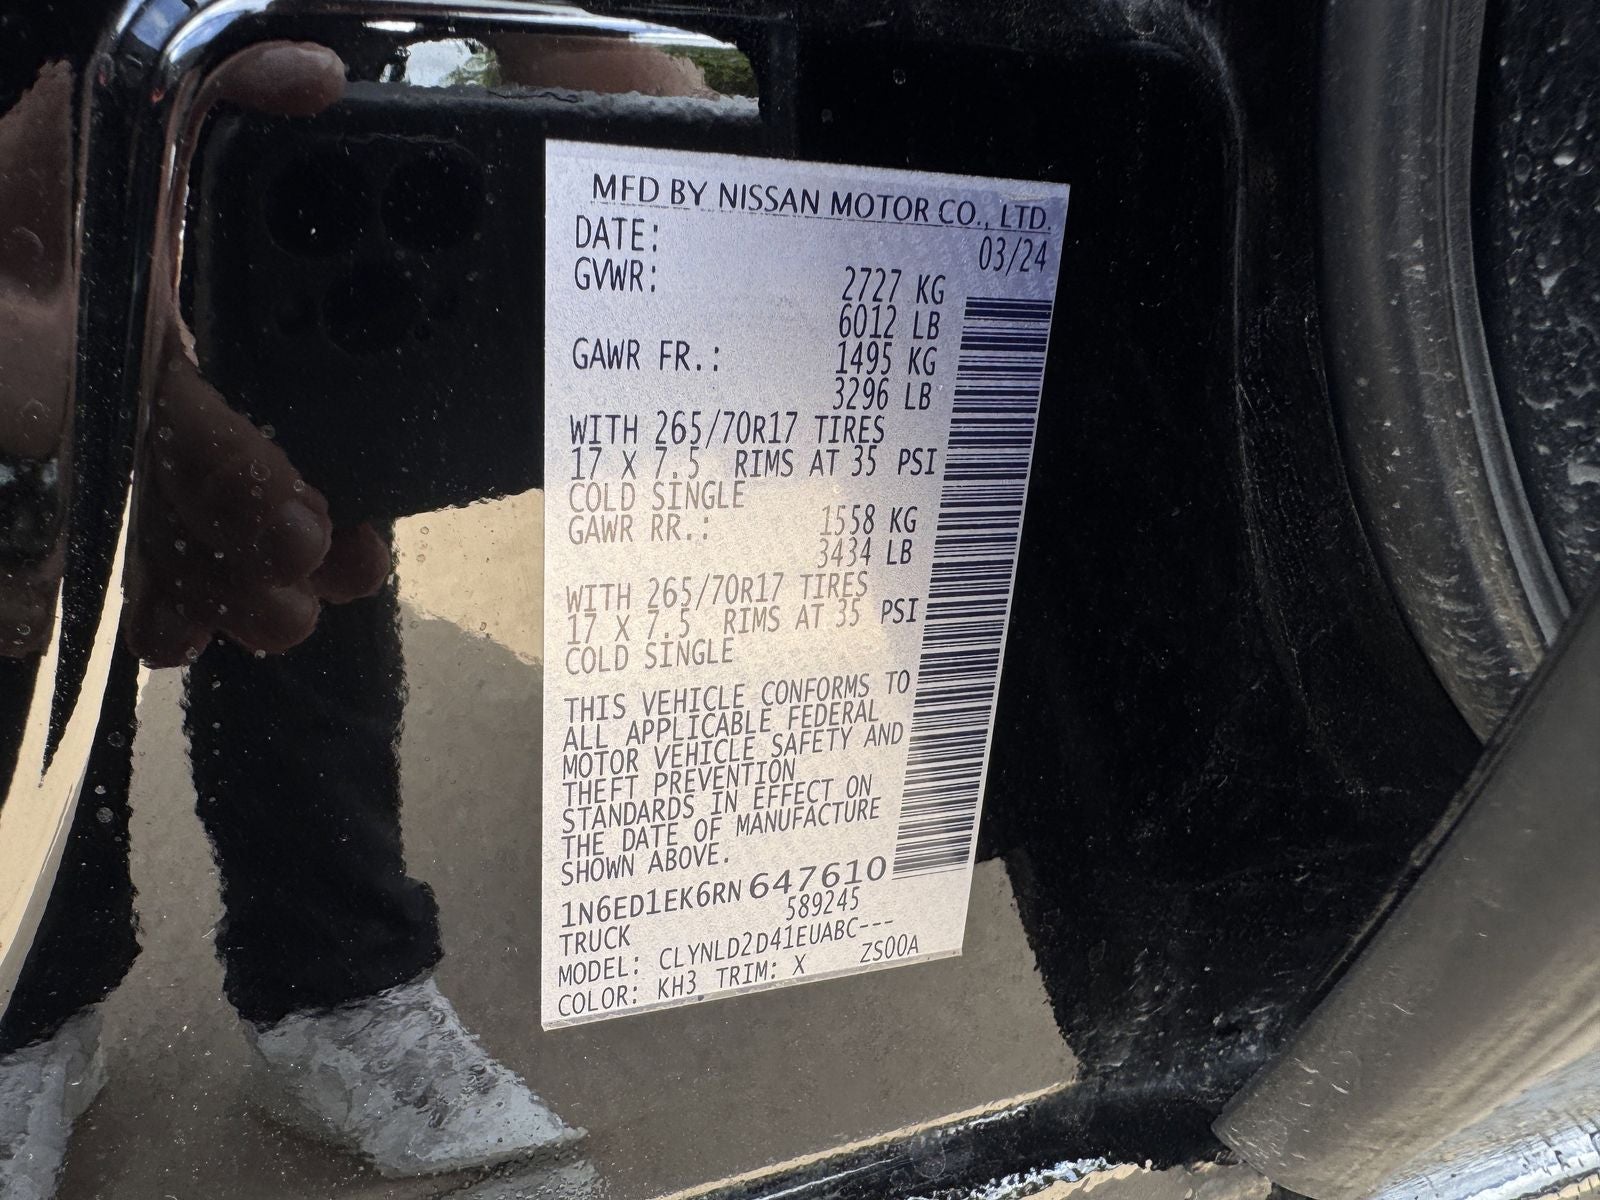 MFD BY NISSAN MOTOR CO., LTD.
DATE: 03/24
GVWR: 2727 KG
6012 LB
GAWR FR.: 1495 KG
3296 LB
WITH 265/70R17 TIRES
17 X 7.5 RIMS AT 35 PSI
COLD SINGLE
GAWR RR.: 1558 KG
3434 LB
WITH 265/70R17 TIRES
17 X 7.5 RIMS AT 35 PSI
COLD SINGLE
THIS VEHICLE CONFORMS TO
ALL APPLICABLE FEDERAL
MOTOR VEHICLE SAFETY AND
THEFT PREVENTION
STANDARDS IN EFFECT ON
THE DATE OF MANUFACTURE
SHOWN ABOVE.
1N6ED1EK6RN647610
589245
TRUCK
MODEL: CLYNLD2D41EUABC---
COLOR: KH3 TRIM: X ZS00A